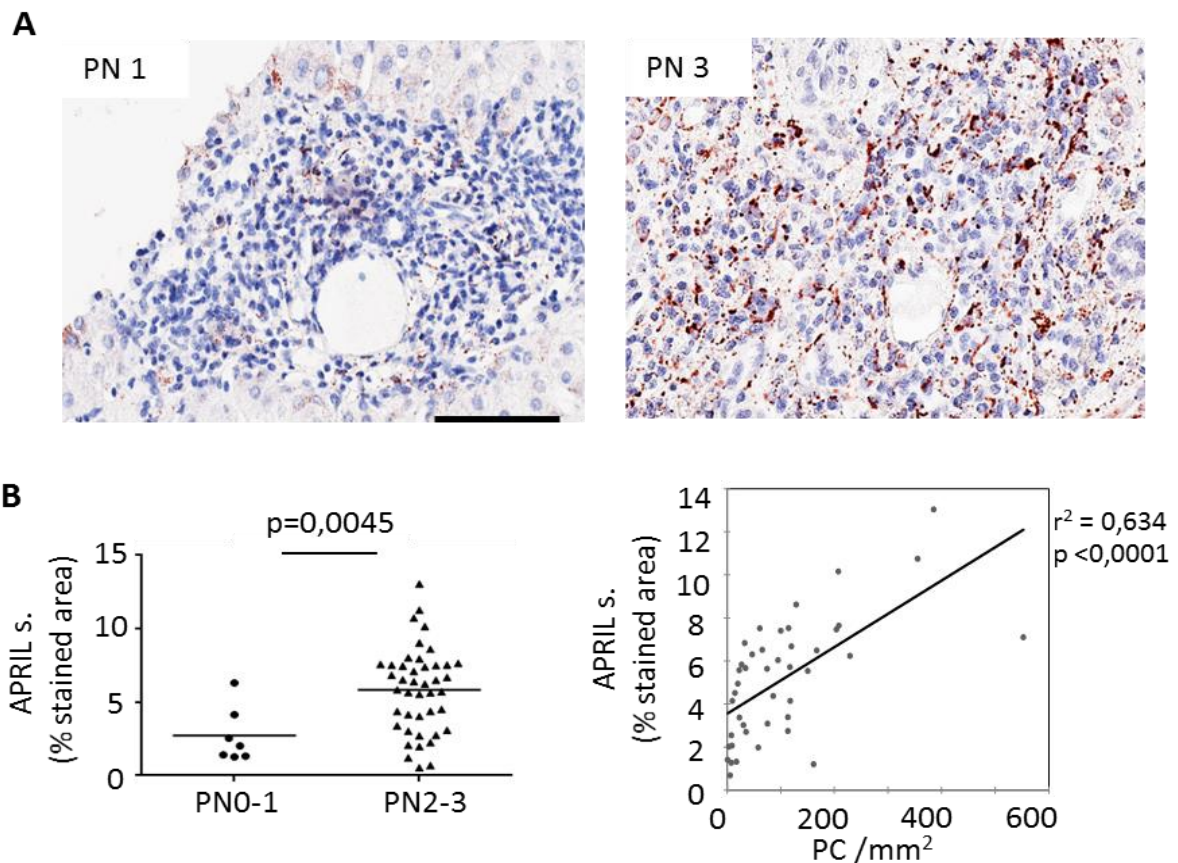 A
PN 1
PN 3
B
p=0,0045
APRIL s.
(% stained area)
15
10
5
0
PN0-1
PN2-3
APRIL s.
(% stained area)
14
12
10
8
6
4
2
0
0 200 400 600
PC /mm²
r² = 0,634
p <0,0001